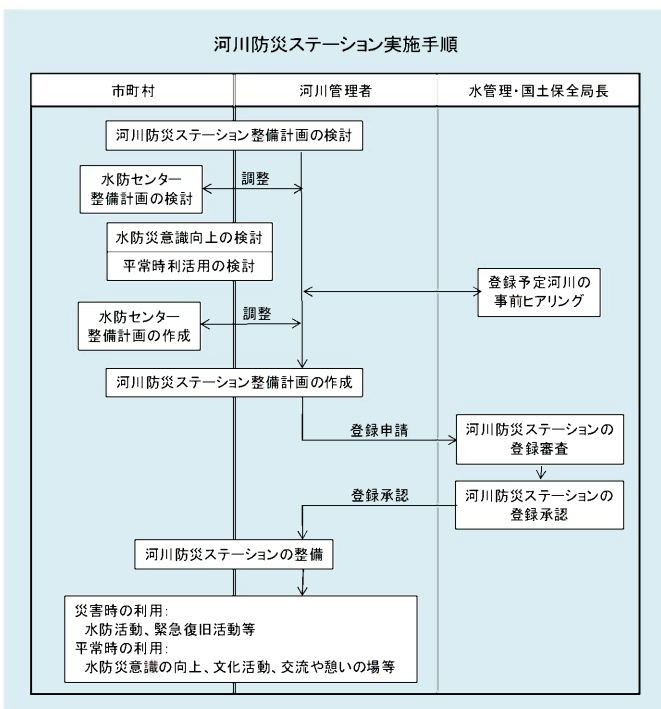 河川防災ステーション実施手順
市町村
河川管理者
水管理・国土保全局長
河川防災ステーション整備計画の検討
水防センター
整備計画の検討
調整
水防災意識向上の検討
平常時利活用の検討
登録予定河川の
事前ヒアリング
水防センター
整備計画の作成
調整
河川防災ステーション整備計画の作成
登録申請
河川防災ステーションの
登録審査
登録承認
河川防災ステーションの
登録承認
河川防災ステーションの整備
災害時の利用:
水防活動、緊急復旧活動等
平常時の利用:
水防災意識の向上、文化活動、交流や憩いの場等